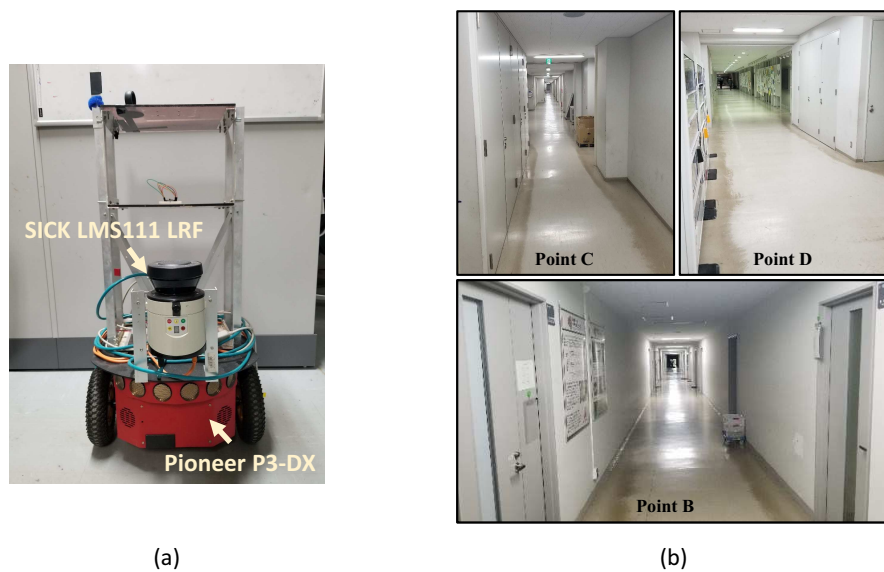 SICK LMS111 LRF
Pioneer P3-DX
(a)
Point C
Point D
Point B
(b)